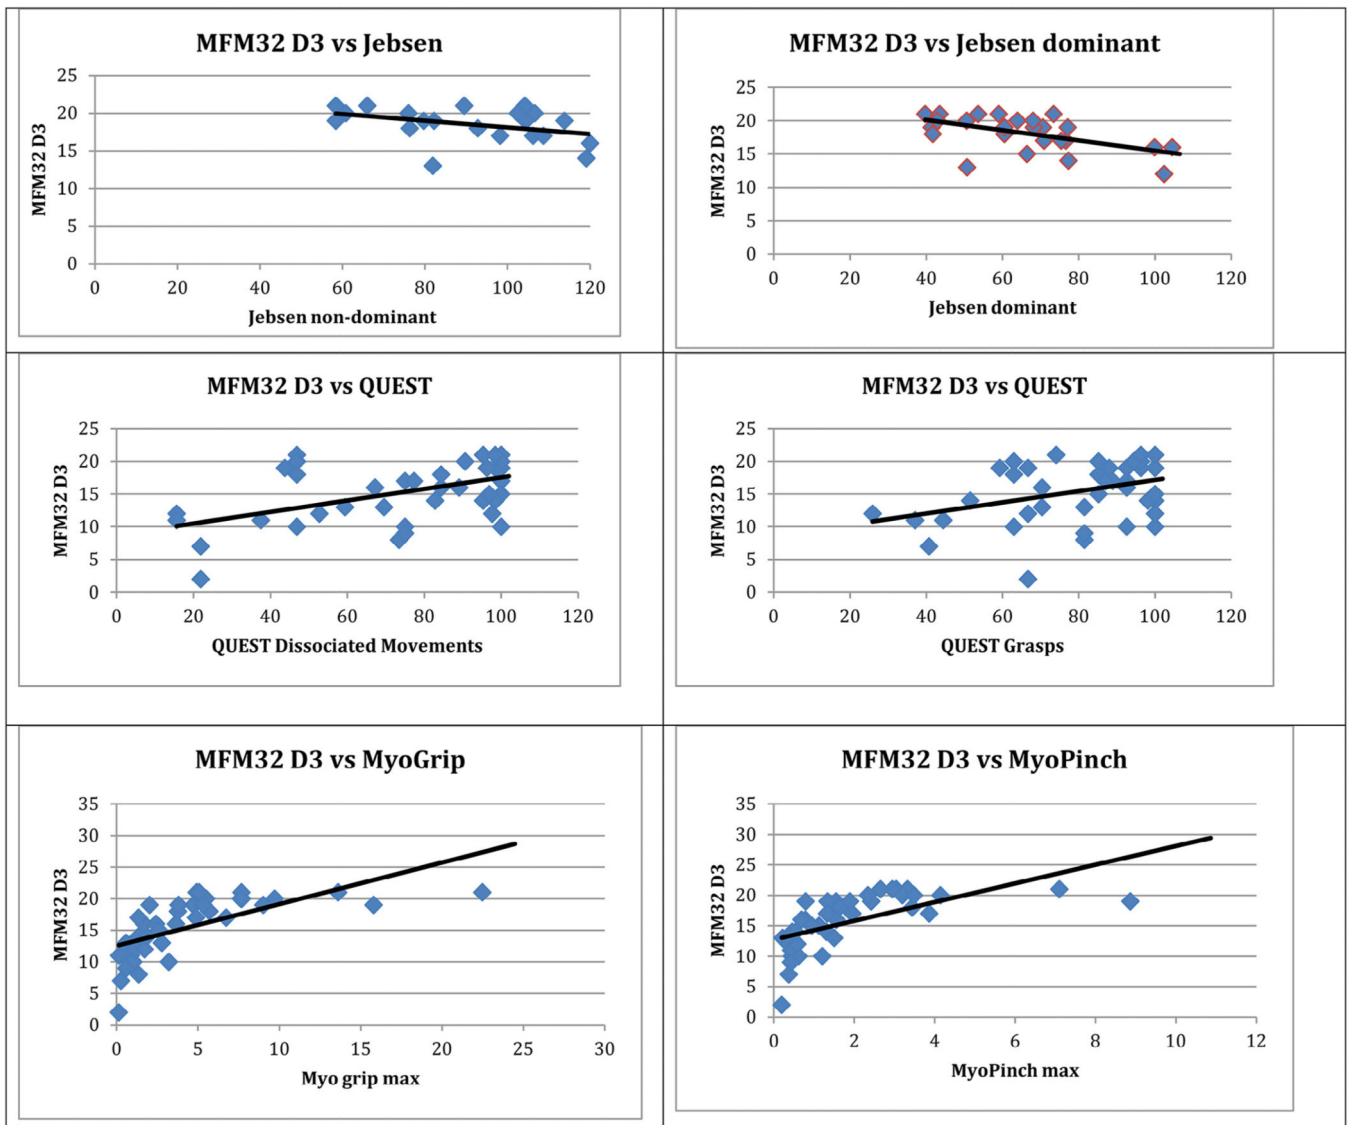 MFM32 D3 vs Jebsen
25
20
15
10
5
0
MFM32 D3
0 20 40 60 80 100 120
Jebsen non-dominant
MFM32 D3 vs Jebsen dominant
25
20
15
10
5
0
MFM32 D3
0 20 40 60 80 100 120
Jebsen dominant
MFM32 D3 vs QUEST
25
20
15
10
5
0
MFM32 D3
0 20 40 60 80 100 120
QUEST Dissociated Movements
MFM32 D3 vs QUEST
25
20
15
10
5
0
MFM32 D3
0 20 40 60 80 100 120
QUEST Grasps
MFM32 D3 vs MyoGrip
35
30
25
20
15
10
5
0
MFM32 D3
0 5 10 15 20 25 30
Myo grip max
MFM32 D3 vs MyoPinch
35
30
25
20
15
10
5
0
MFM32 D3
0 2 4 6 8 10 12
MyoPinch max